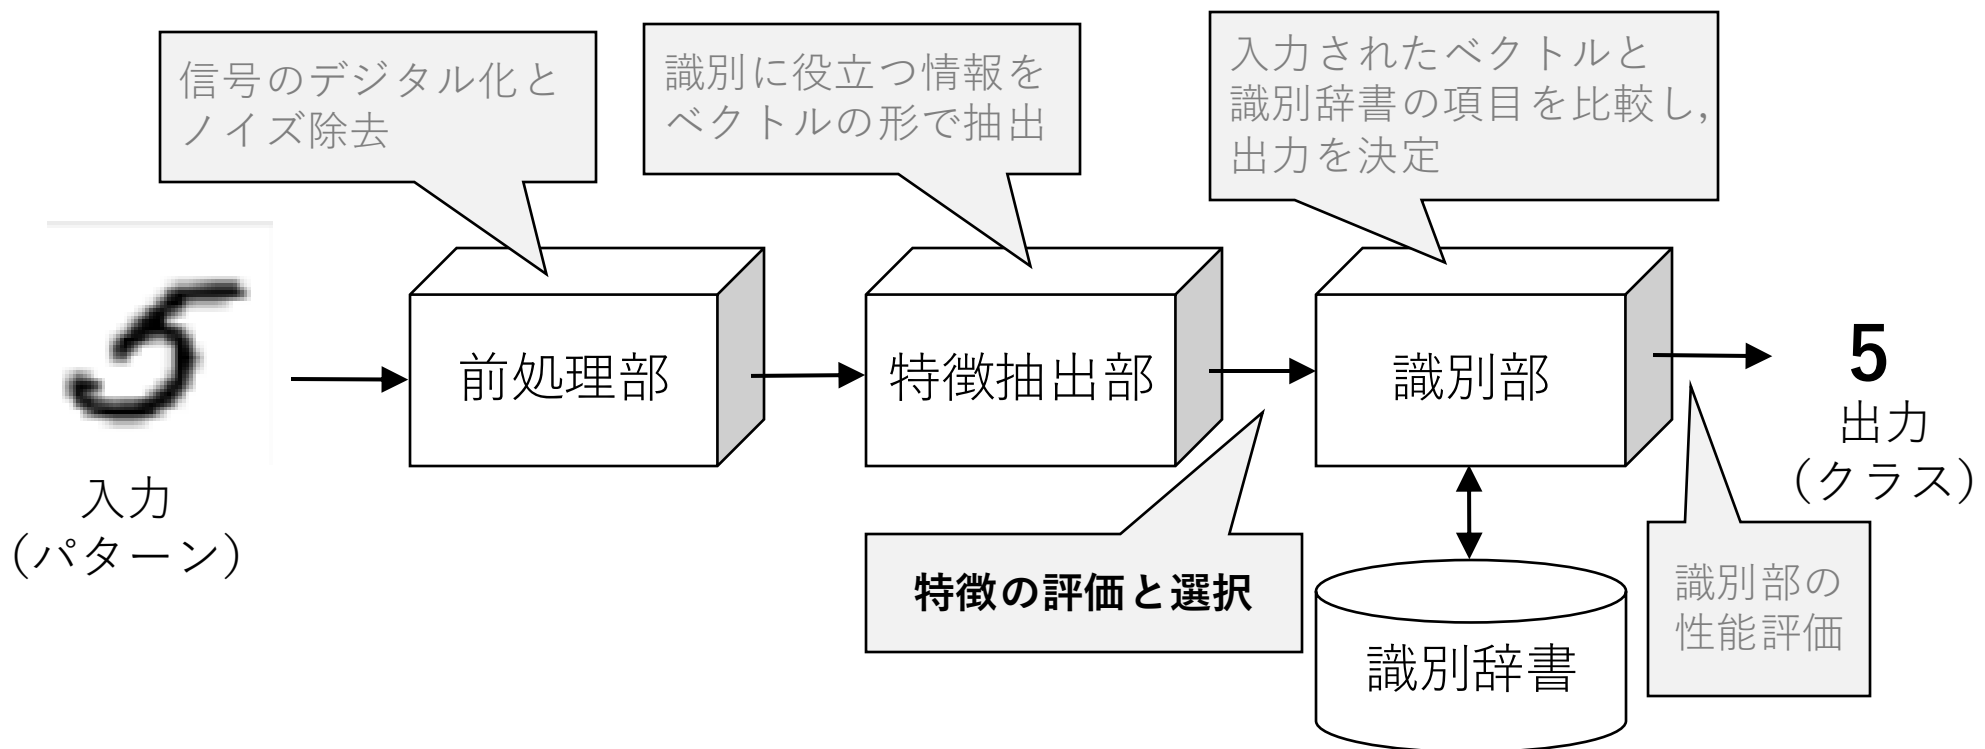 信号のデジタル化と
ノイズ除去
識別に役立つ情報を
ベクトルの形で抽出
入力されたベクトルと
識別辞書の項目を比較し,
出力を決定
5
入力
（パターン）
前処理部
特徴抽出部
識別部
5
出力
（クラス）
特徴の評価と選択
識別辞書
識別部の
性能評価